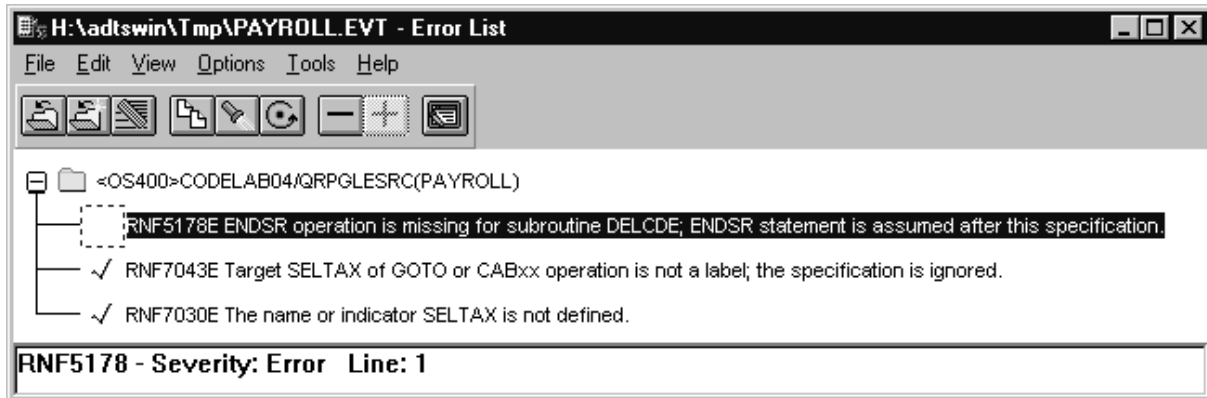 H:\adtswin\Tmp\PAYROLL.EVT - Error List
File Edit View Options Tools Help
<OS400>CODELAB04/QRPGLESRC(PAYROLL)
RNF5178E ENDSR operation is missing for subroutine DELCDE; ENDSR statement is assumed after this specification.
RNF7043E Target SELTAX of GOTO or CABxx operation is not a label; the specification is ignored.
RNF7030E The name or indicator SELTAX is not defined.
RNF5178 - Severity: Error Line: 1